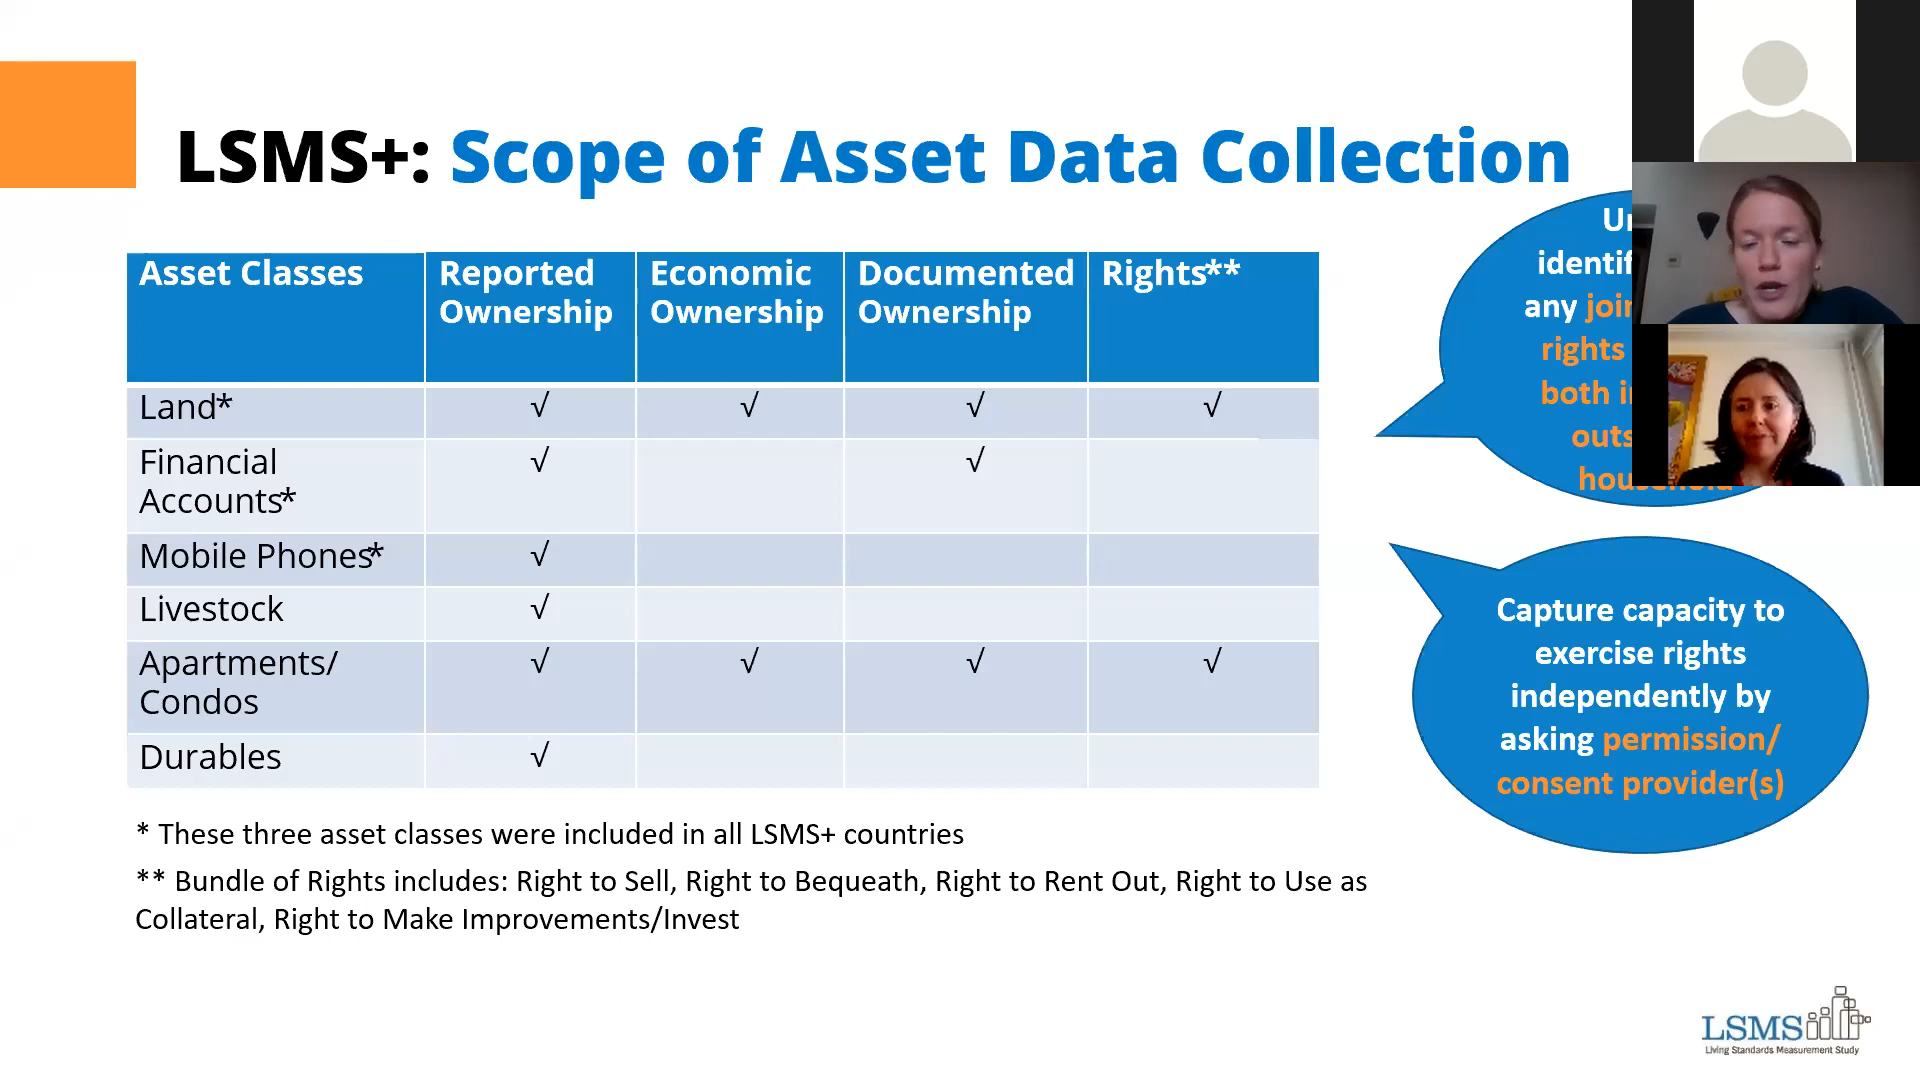 LSMS+: Scope of Asset Data Collection
Asset Classes
Reported Ownership
Economic Ownership
Documented Ownership
Rights**
Land* √ √ √ √
Financial Accounts* √ √
Mobile Phones* √
Livestock √
Apartments/ Condos √ √ √ √
Durables √
any
rights
both
Capture capacity to
exercise rights
independently by
asking permission/
consent provider(s)
* These three asset classes were included in all LSMS+ countries
** Bundle of Rights includes: Right to Sell, Right to Bequeath, Right to Rent Out, Right to Use as
Collateral, Right to Make Improvements/Invest
LSMS
Living Standards Measurement Study